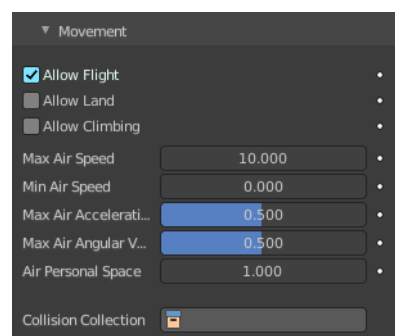 Movement
Allow Flight
Allow Land
Allow Climbing
Max Air Speed 10.000
Min Air Speed 0.000
Max Air Accelerati... 0.500
Max Air Angular V... 0.500
Air Personal Space 1.000
Collision Collection